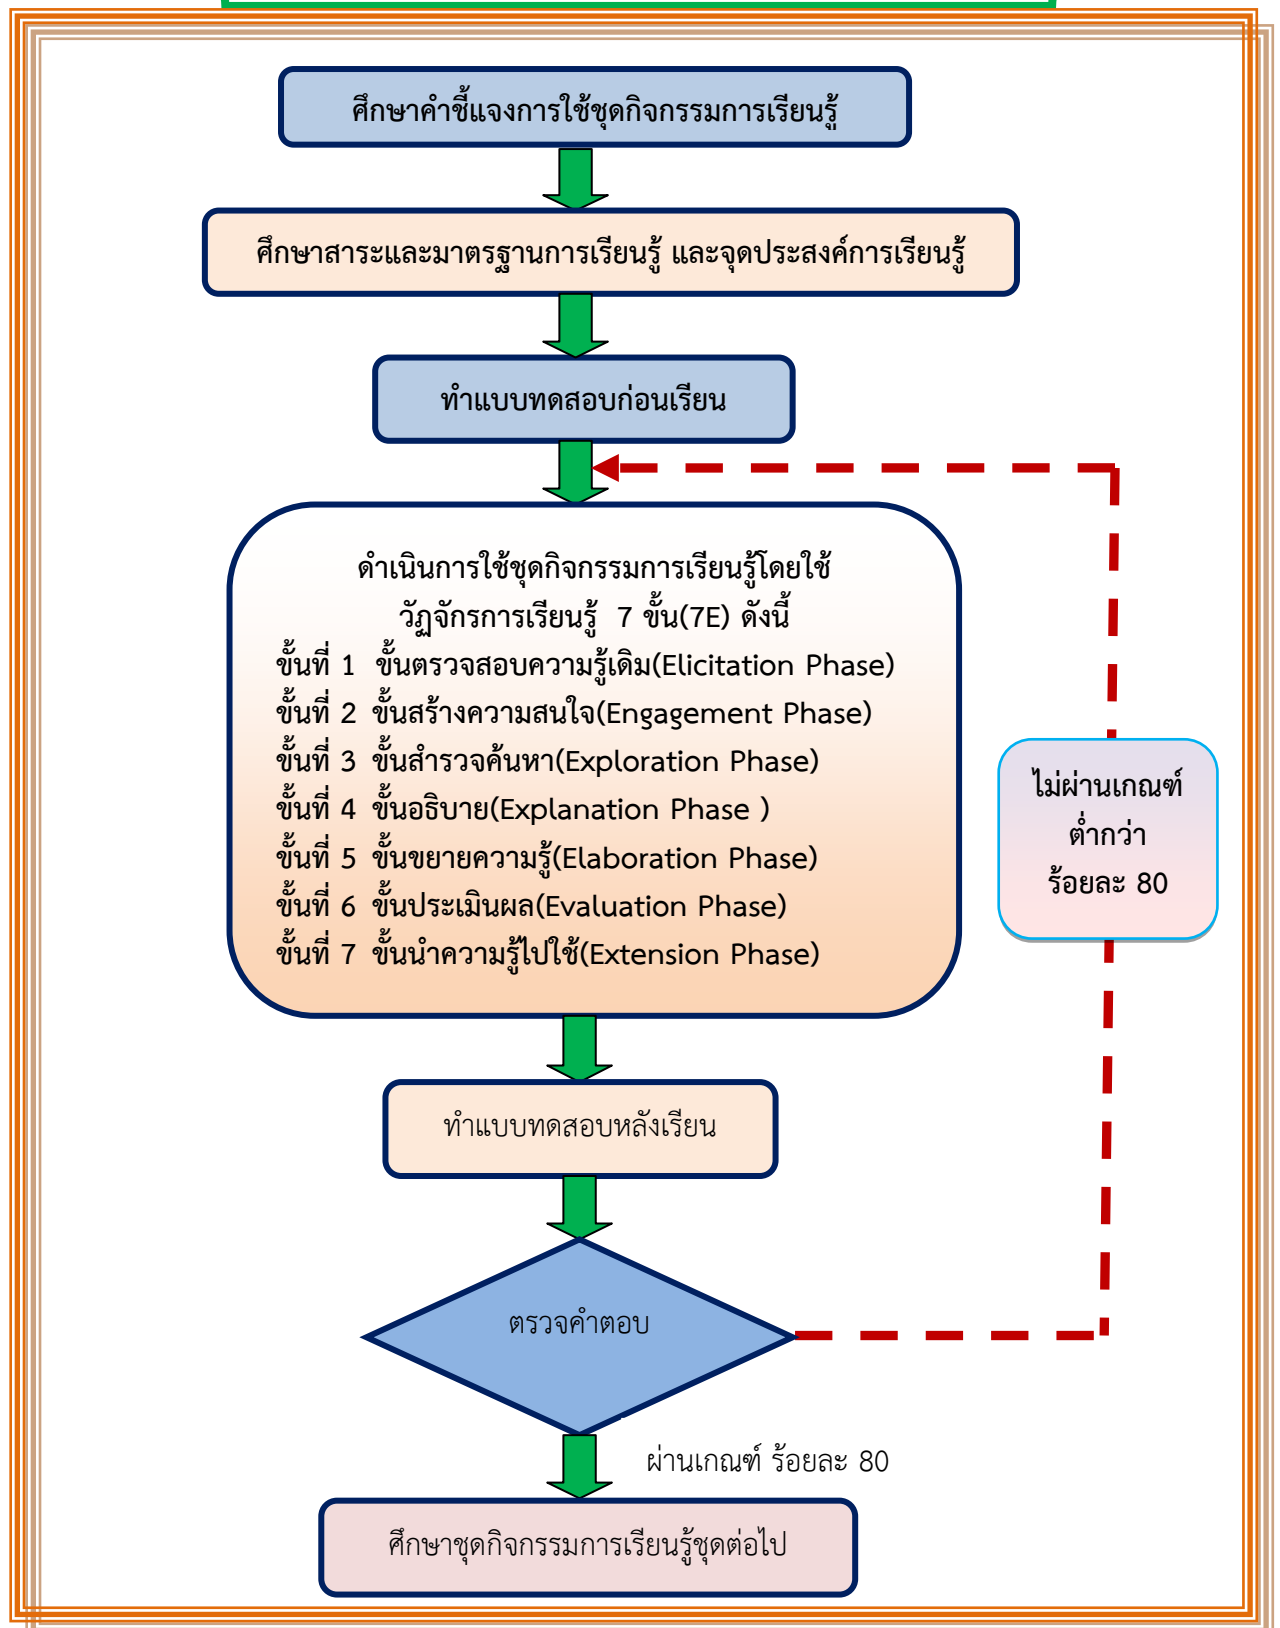 ศึกษาคำชี้แจงการใช้ชุดกิจกรรมการเรียนรู้
ศึกษาสาระและมาตรฐานการเรียนรู้ และจุดประสงค์การเรียนรู้
ทำแบบทดสอบก่อนเรียน
ดำเนินการใช้ชุดกิจกรรมการเรียนรู้โดยใช้
วัฏจักรการเรียนรู้ 7 ขั้น(7E) ดังนี้
ขั้นที่ 1 ขั้นตรวจสอบความรู้เดิม(Elicitation Phase)
ขั้นที่ 2 ขั้นสร้างความสนใจ(Engagement Phase)
ขั้นที่ 3 ขั้นสำรวจค้นหา(Exploration Phase)
ขั้นที่ 4 ขั้นอธิบาย(Explanation Phase )
ขั้นที่ 5 ขั้นขยายความรู้(Elaboration Phase)
ขั้นที่ 6 ขั้นประเมินผล(Evaluation Phase)
ขั้นที่ 7 ขั้นนำความรู้ไปใช้(Extension Phase)
ไม่ผ่านเกณฑ์
ต่ำกว่า
ร้อยละ 80
ทำแบบทดสอบหลังเรียน
ตรวจคำตอบ
ผ่านเกณฑ์ ร้อยละ 80
ศึกษาชุดกิจกรรมการเรียนรู้ชุดต่อไป